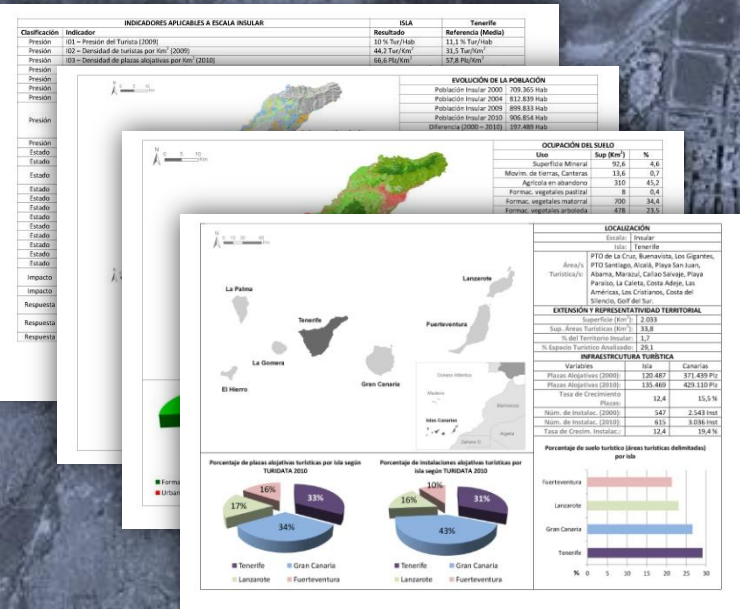 INDICADORES APLICABLES A ESCALA INSULAR ISLA Tenerife
Clasificación Indicador Resultado Referencia (Media)
Presión I01 – Presión del Turista (2009) 10 % Tur/Hab 11,1 % Tur/Hab
Presión I02 – Densidad de turistas por Km² (2009) 44,2 Tur/Km² 31,5 Tur/Km²
Presión I03 – Densidad de plazas alojativas por Km² (2010) 66,6 Plz/Km² 57,8 Plz/Km²
Presión
Presión
Presión
Presión
Presión
Presión
Estado
Estado
Estado
Estado
Estado
Estado
Estado
Estado
Estado
Impacto
Impacto
Respuesta
Respuesta
Respuesta
EVOLUCIÓN DE LA POBLACIÓN
Población Insular 2000 709.365 Hab
Población Insular 2004 812.839 Hab
Población Insular 2009 899.833 Hab
Población Insular 2010 906.854 Hab
Diferencia (2000 – 2010) 197.489 Hab
N
0 5 10
Km
OCUPACIÓN DEL SUELO
Uso Sup (Km²) %
Superficie Mineral 92,6 4,6
Movim. de tierras, Canteras 13,6 0,7
Agrícola en abandono 310 45,2
Formac. vegetales pastizal 8 0,4
Formac. vegetales matorral 700 34,4
Formac. vegetales arbolada 478 23,5
Forma
Urban
N
LOCALIZACIÓN
Escala: Insular
Isla: Tenerife
Área/s Turística/s: PTO de La Cruz, Buenavista, Los Gigantes,
PTO Santiago, Alcalá, Playa San Juan,
Abama, Marazul, Callao Salvaje, Playa
Paraiso, La Caleta, Costa Adeje, Las
Américas, Los Cristianos, Costa del
Silencio, Golf del Sur.
EXTENSIÓN Y REPRESENTATIVIDAD TERRITORIAL
Superficie (Km²): 2.033
Sup. Áreas Turísticas (Km²): 33,8
% del Territorio Insular: 1,7
% Espacio Turístico Analizado: 29,1
INFRAESTRCUTURA TURÍSTICA
Variables Isla Canarias
Plazas Alojativas (2000): 120.487 371.439 Plz
Plazas Alojativas (2010): 135.469 429.110 Plz
Tasa de Crecimiento Plazas: 12,4 15,5 %
Núm. de Instalac. (2000): 547 2.543 Inst
Núm. de Instalac. (2010): 615 3.036 Inst
Tasa de Crecim. Instalac.: 12,4 19,4 %
La Palma
Lanzarote
Tenerife
Fuerteventura
La Gomera
El Hierro
Gran Canaria
Océano Atlántico
Madeira
Marruecos
Islas Canarias
Argelia
Porcentaje de plazas alojativas turísticas por isla según
TURIDATA 2010
16%
33%
17%
34%
Tenerife Gran Canaria
Lanzarote Fuerteventura
Porcentaje de instalaciones alojativas turísticas por
isla según TURIDATA 2010
10%
16%
31%
43%
Tenerife Gran Canaria
Lanzarote Fuerteventura
Porcentaje de suelo turístico (áreas turísticas delimitadas)
por isla
Fuerteventura
Lanzarote
Gran Canaria
Tenerife
% 0 5 10 15 20 25 30